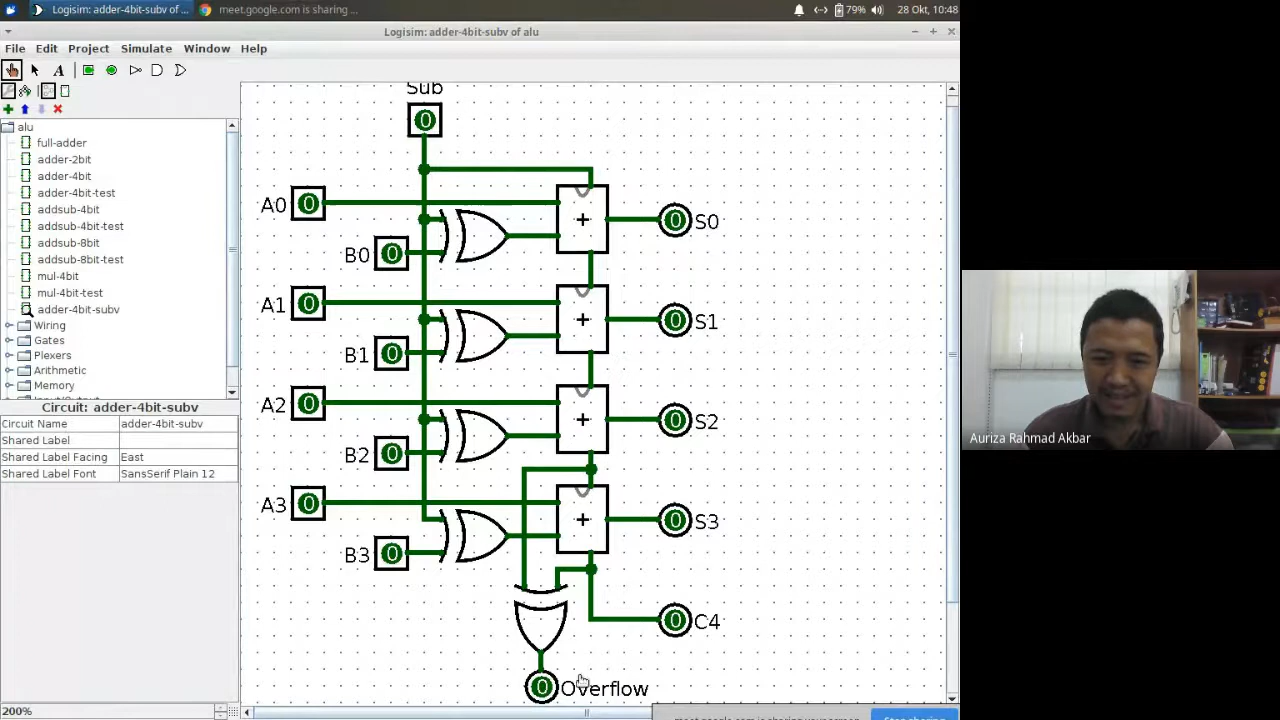 Logisim: adder-4bit-subv of ...
meet.google.com is sharing ...
79%
28 Okt, 10:48
Logisim: adder-4bit-subv of alu
File Edit Project Simulate Window Help
A
alu
full-adder
adder-2bit
adder-4bit
adder-4bit-test
addsub-4bit
addsub-4bit-test
addsub-8bit
addsub-8bit-test
mul-4bit
mul-4bit-test
adder-4bit-subv
Wiring
Gates
Plexers
Arithmetic
Memory
Circuit: adder-4bit-subv
Circuit Name adder-4bit-subv
Shared Label
Shared Label Facing East
Shared Label Font SansSerif Plain 12
200%
Sub
0
A0 0 + 0 S0
B0 0
A1 0 + 0 S1
B1 0
A2 0 + 0 S2
B2 0
A3 0 + 0 S3
B3 0
0 C4
0 Overflow
Auriza Rahmad Akbar